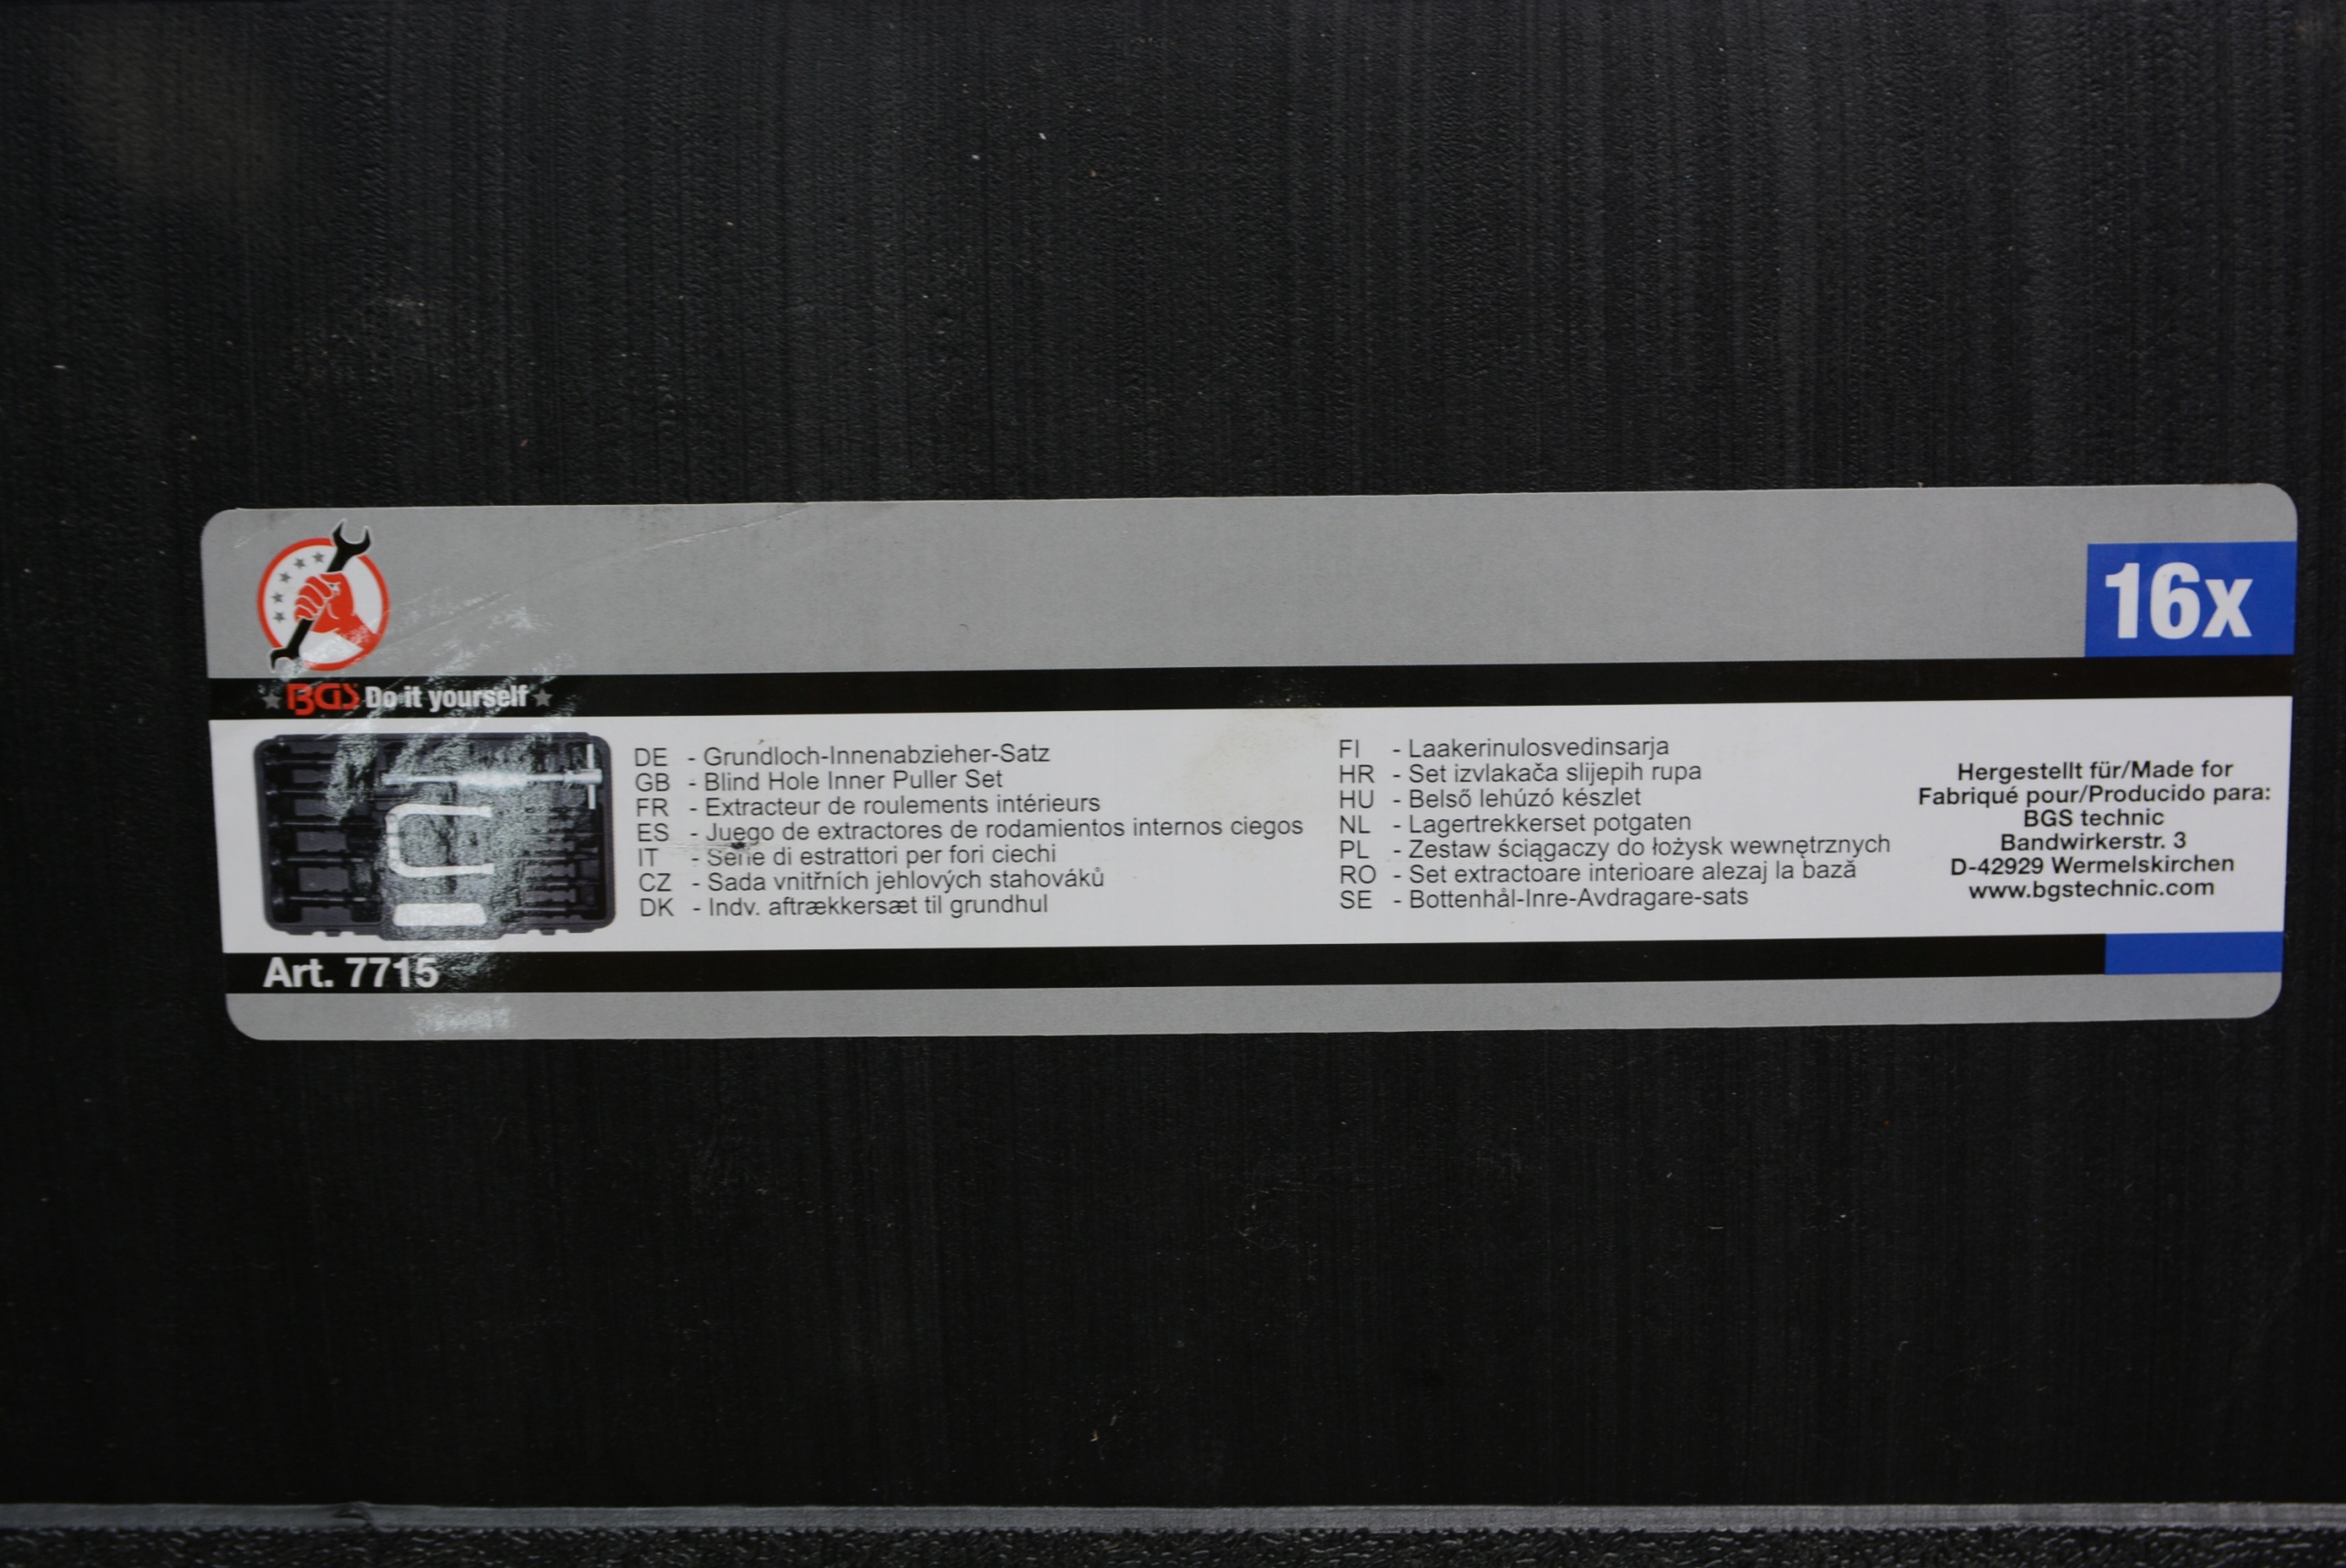 16x
BGS Do it yourself
DE - Grundloch-Innenabzieher-Satz
GB - Blind Hole Inner Puller Set
FR - Extracteur de roulements intérieurs
ES - Juego de extractores de rodamientos internos ciegos
IT - Serie di estrattori per fori ciechi
CZ - Sada vnitřních jehlových stahováků
DK - Indv. aftrækkersæt til grundhul
FI - Laakerinulosvedinsarja
HR - Set izvlakača slijepih rupa
HU - Belső lehúzó készlet
NL - Lagertrekkerset potgaten
PL - Zestaw ściągaczy do łożysk wewnętrznych
RO - Set extractoare interioare alezaj la bază
SE - Bottenhål-Inre-Avdragare-sats
Hergestellt für/Made for
Fabriqué pour/Producido para:
BGS technic
Bandwirkerstr. 3
D-42929 Wermelskirchen
www.bgstechnic.com
Art. 7715